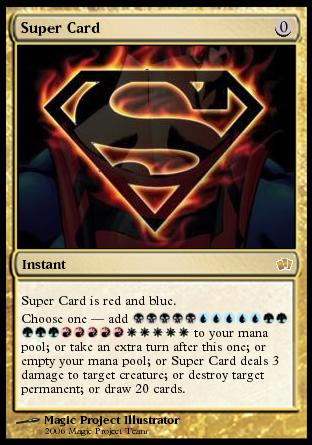 Super Card 0
S
Instant
Super Card is red and blue.
Choose one — add
to your mana
pool; or take an extra turn after this one; or
empty your mana pool; or Super Card deals 3
damage to target creature; or destroy target
permanent; or draw 20 cards.
Magic Project Illustrator
2006 Magic Project Team